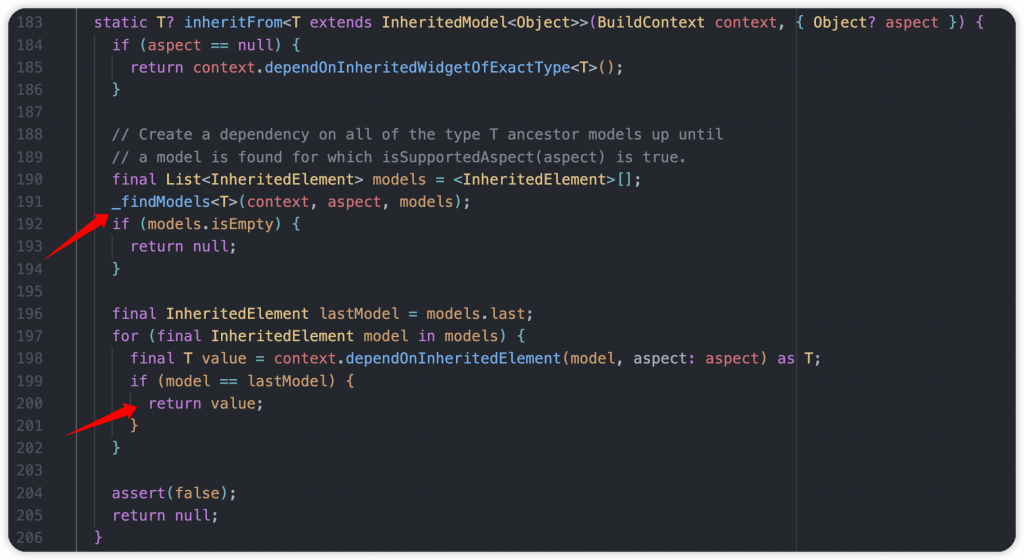 183 static T? inheritFrom<T extends InheritedModel<Object>>(BuildContext context, { Object? aspect }) {
184 if (aspect == null) {
185 return context.dependOnInheritedWidgetOfExactType<T>();
186 }
187
188 // Create a dependency on all of the type T ancestor models up until
189 // a model is found for which isSupportedAspect(aspect) is true.
190 final List<InheritedElement> models = <InheritedElement>[];
191 _findModels<T>(context, aspect, models);
192 if (models.isEmpty) {
193 return null;
194 }
195
196 final InheritedElement lastModel = models.last;
197 for (final InheritedElement model in models) {
198 final T value = context.dependOnInheritedElement(model, aspect: aspect) as T;
199 if (model == lastModel) {
200 return value;
201 }
202 }
203
204 assert(false);
205 return null;
206 }